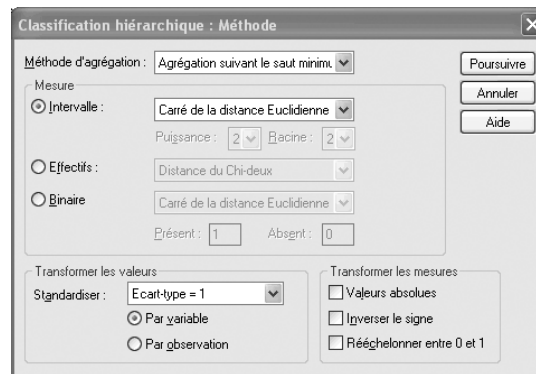 Classification hiérarchique : Méthode
Méthode d'agrégation : Agrégation suivant le saut minimu
Poursuivre
Annuler
Aide
Mesure
Intervalle : Carré de la distance Euclidienne
Puissance : 2 Racine : 2
Effectifs : Distance du Chi-deux
Binaire Carré de la distance Euclidienne
Présent : 1 Absent : 0
Transformer les valeurs
Standardiser : Ecart-type = 1
Par variable
Par observation
Transformer les mesures
Valeurs absolues
Inverser le signe
Rééchelonner entre 0 et 1